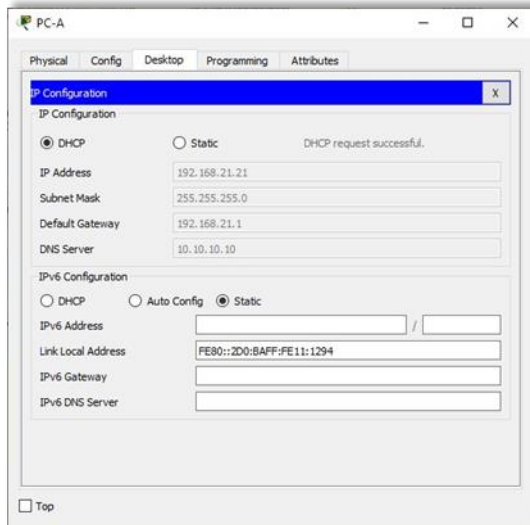 PC-A
Physical Config Desktop Programming Attributes
IP Configuration X
IP Configuration
DHCP Static DHCP request successful.
IP Address 192.168.21.21
Subnet Mask 255.255.255.0
Default Gateway 192.168.21.1
DNS Server 10.10.10.10
IPv6 Configuration
DHCP Auto Config Static
IPv6 Address /
Link Local Address FE80::2D0:BAFF:FE11:1294
IPv6 Gateway
IPv6 DNS Server
Top